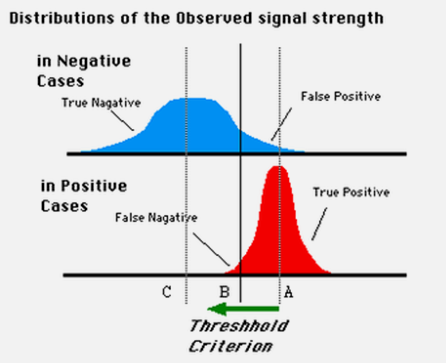 Distributions of the Observed signal strength
in Negative
Cases
True Nagative
False Positive
in Positive
Cases
True Positive
False Nagative
C
B
A
Threshhold
Criterion